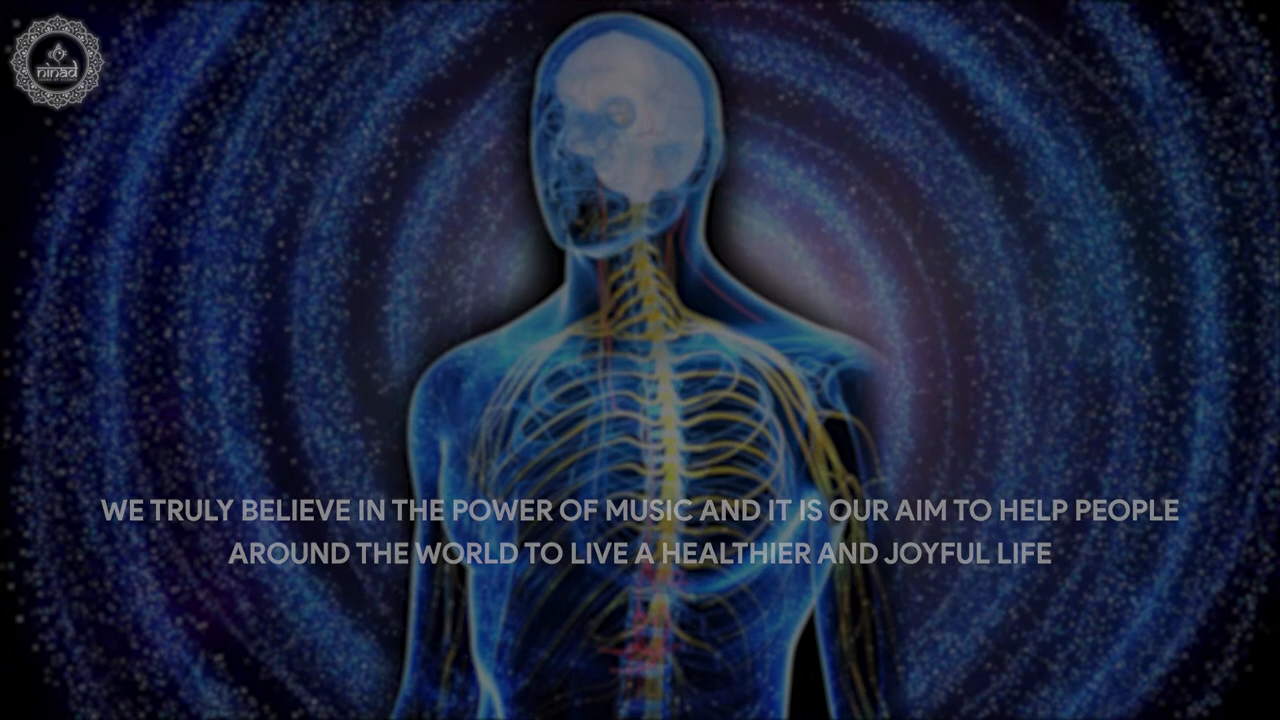 ninad
WE TRULY BELIEVE IN THE POWER OF MUSIC AND IT IS OUR AIM TO HELP PEOPLE
AROUND THE WORLD TO LIVE A HEALTHIER AND JOYFUL LIFE